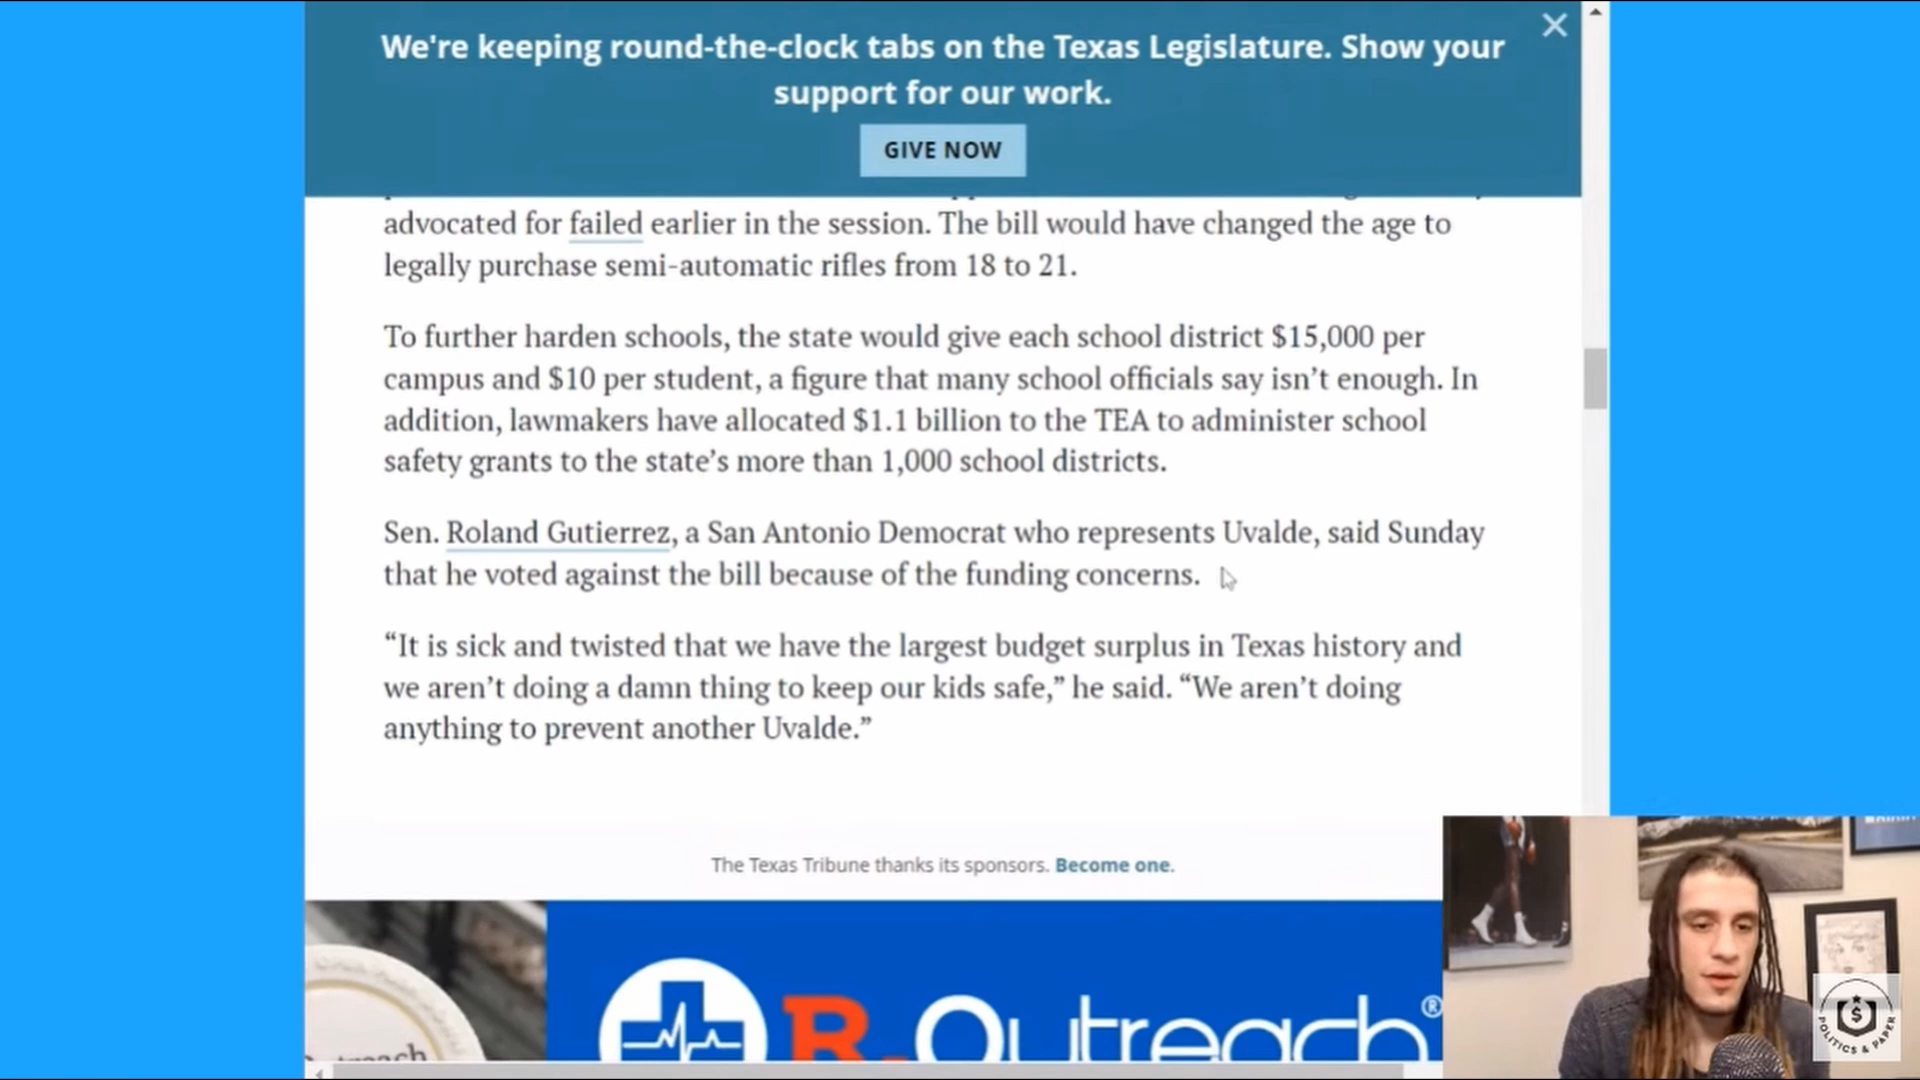 We're keeping round-the-clock tabs on the Texas Legislature. Show your
support for our work.
GIVE NOW
advocated for failed earlier in the session. The bill would have changed the age to
legally purchase semi-automatic rifles from 18 to 21.
To further harden schools, the state would give each school district $15,000 per
campus and $10 per student, a figure that many school officials say isn’t enough. In
addition, lawmakers have allocated $1.1 billion to the TEA to administer school
safety grants to the state’s more than 1,000 school districts.
Sen. Roland Gutierrez, a San Antonio Democrat who represents Uvalde, said Sunday
that he voted against the bill because of the funding concerns.
“It is sick and twisted that we have the largest budget surplus in Texas history and
we aren’t doing a damn thing to keep our kids safe,” he said. “We aren’t doing
anything to prevent another Uvalde.”
The Texas Tribune thanks its sponsors. Become one.
R.Outreach®
POLITICS & PAPER